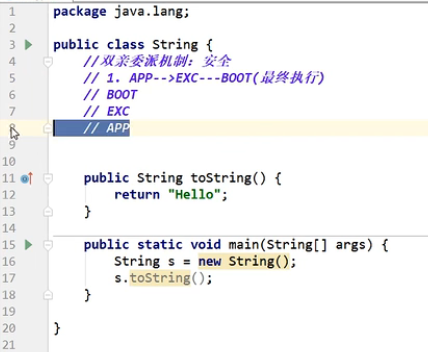 1 package java.lang;
2
3 public class String {
4 //双亲委派机制：安全
5 // 1. APP-->EXC---BOOT(最终执行)
6 // BOOT
7 // EXC
8 // APP
9
10
11 public String toString() {
12 return "Hello";
13 }
14
15 public static void main(String[] args) {
16 String s = new String();
17 s.toString();
18 }
19
20 }
21